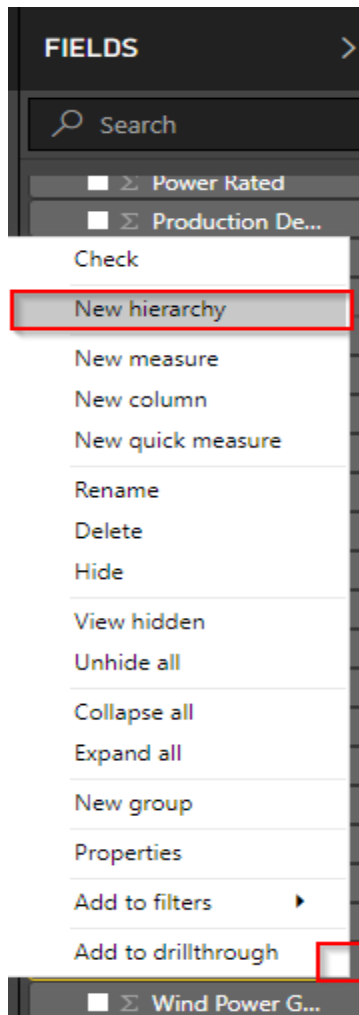 FIELDS
Search
Power Rated
Production De...
Check
New hierarchy
New measure
New column
New quick measure
Rename
Delete
Hide
View hidden
Unhide all
Collapse all
Expand all
New group
Properties
Add to filters
Add to drillthrough
Wind Power G...